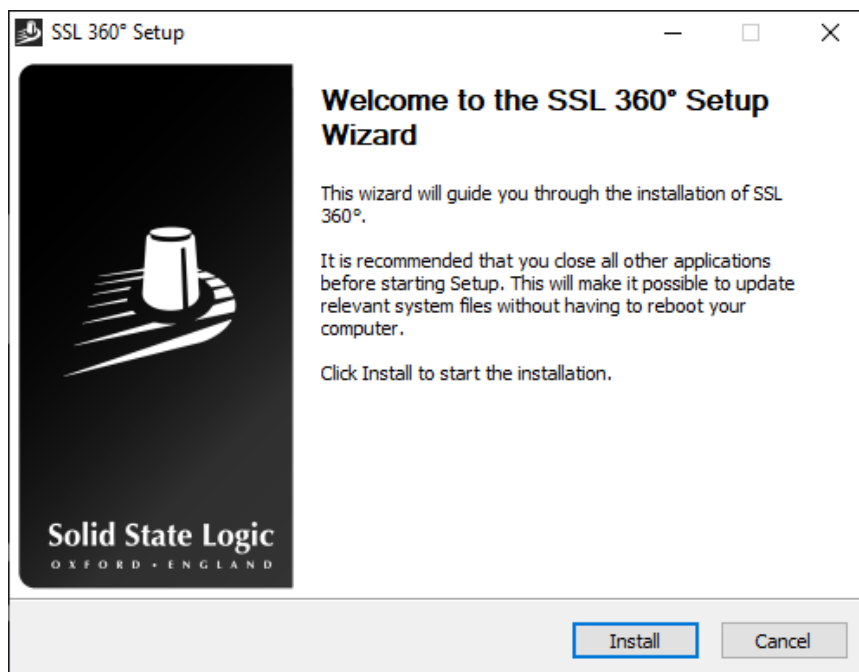 SSL 360° Setup
Welcome to the SSL 360° Setup
Wizard
This wizard will guide you through the installation of SSL
360°.
It is recommended that you close all other applications
before starting Setup. This will make it possible to update
relevant system files without having to reboot your
computer.
Click Install to start the installation.
Solid State Logic
OXFORD · ENGLAND
Install
Cancel